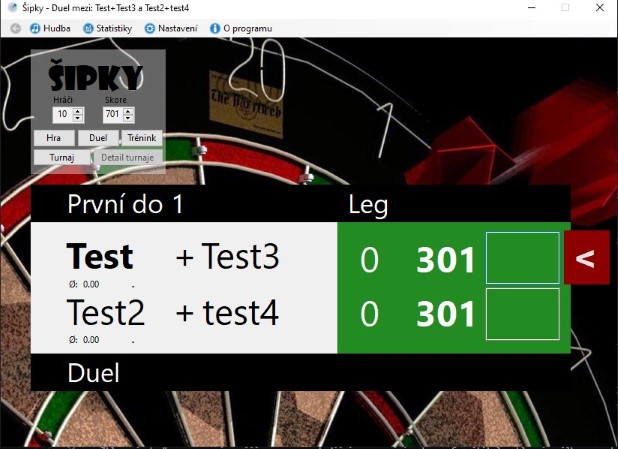 Šipky - Duel mezi: Test+Test3 a Test2+test4
Hudba Statistiky Nastavení O programu
ŠIPKY
Hráči Skore
10 701
Hra Duel Trénink
Turnaj Detail turnaje
20
1
První do 1 Leg
Test + Test3 0 301 <
Ø: 0.00 .
Test2 + test4 0 301
Ø: 0.00 .
Duel